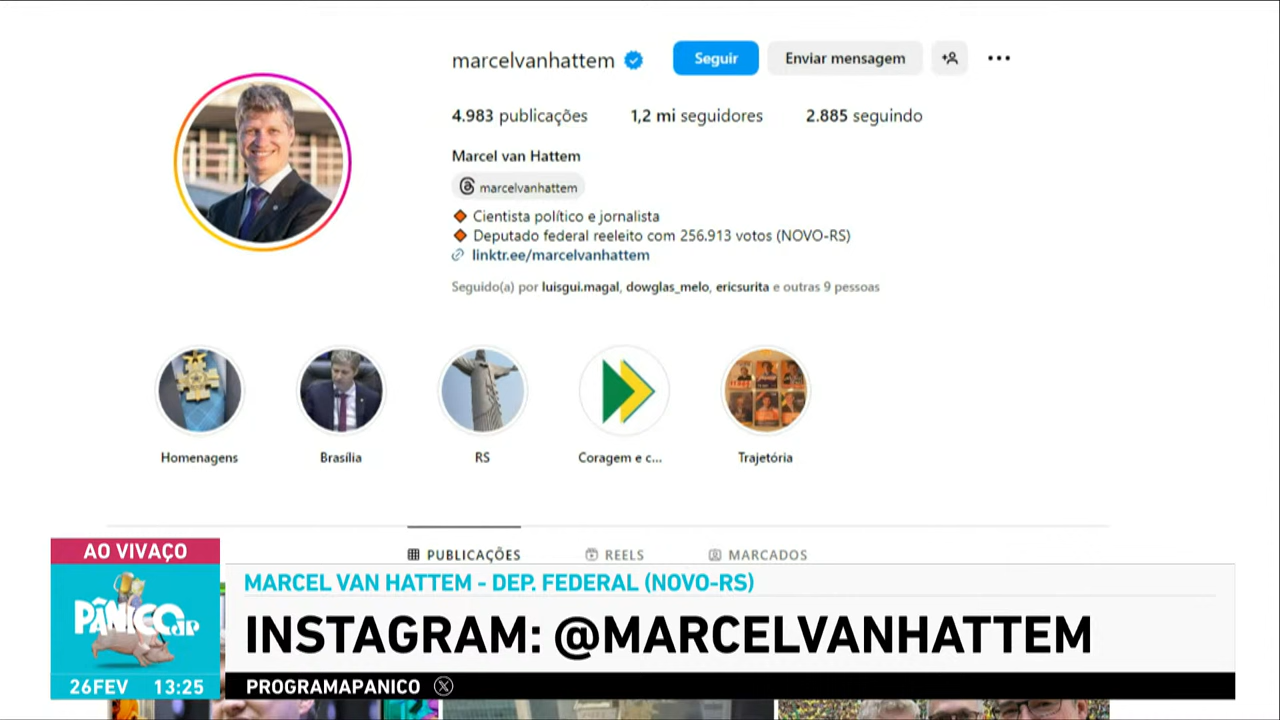 marcelvanhattem
Seguir
Enviar mensagem
4.983 publicações
1,2 mi seguidores
2.885 seguindo
Marcel van Hattem
marcelvanhattem
Cientista político e jornalista
Deputado federal reeleito com 256.913 votos (NOVO-RS)
linktr.ee/marcelvanhattem
Seguido(a) por luisgui.magal, dowglas_melo, ericsurita e outras 9 pessoas
Homenagens
Brasília
RS
Coragem e c...
Trajetória
PUBLICAÇÕES
REELS
MARCADOS
AO VIVAÇO
PÂNICO JP
26FEV 13:25
MARCEL VAN HATTEM - DEP. FEDERAL (NOVO-RS)
INSTAGRAM: @MARCELVANHATTEM
PROGRAMAPANICO